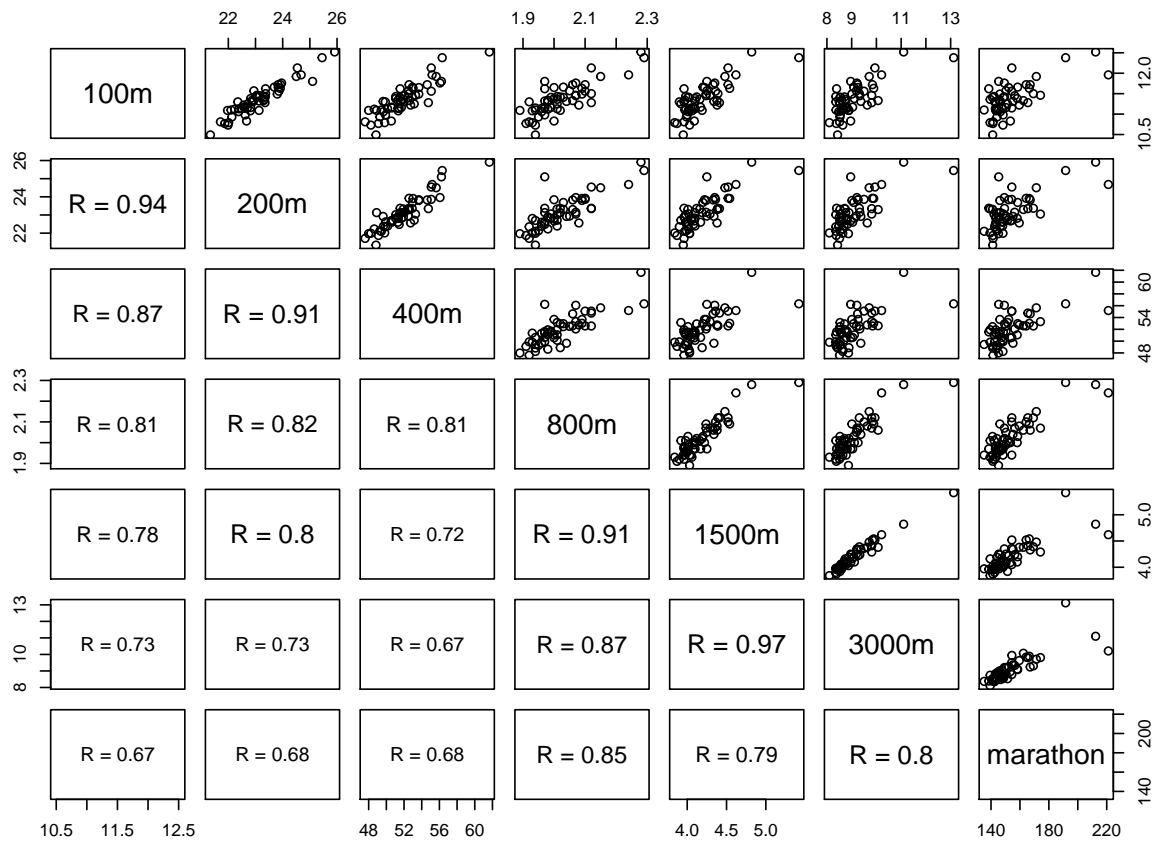 22 24 26 1.9 2.1 2.3 8 9 11 13
100m
10.5 12.0
22 24 26
R = 0.94 200m
R = 0.87 R = 0.91 400m
48 54 60
1.9 2.1 2.3
R = 0.81 R = 0.82 R = 0.81 800m
R = 0.78 R = 0.8 R = 0.72 R = 0.91 1500m
4.0 5.0
8 10 13
R = 0.73 R = 0.73 R = 0.67 R = 0.87 R = 0.97 3000m
R = 0.67 R = 0.68 R = 0.68 R = 0.85 R = 0.79 R = 0.8 marathon
140 200
10.5 11.5 12.5 48 52 56 60 4.0 4.5 5.0 140 180 220